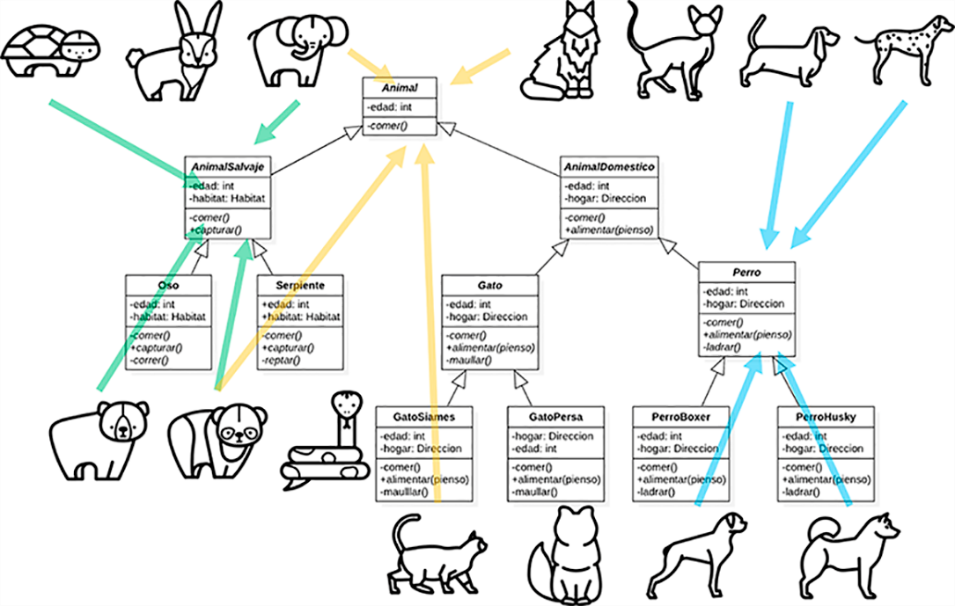 Animal
-edad: int
-comer()
AnimalSalvaje
-edad: int
-habitat: Habitat
-comer()
+capturar()
AnimalDomestico
-edad: int
-hogar: Direccion
-comer()
+alimentar(pienso)
Oso
-edad: int
-habitat: Habitat
-comer()
+capturar()
-correr()
Serpiente
+edad: int
+habitat: Habitat
-comer()
+capturar()
-reptar()
Gato
-edad: int
-hogar: Direccion
-comer()
+alimentar(pienso)
-maullar()
Perro
-edad: int
-hogar: Direccion
-comer()
+alimentar(pienso)
-ladrar()
GatoSiames
-edad: int
-hogar: Direccion
-comer()
+alimentar(pienso)
-maulllar()
GatoPersa
-hogar: Direccion
-edad: int
-comer()
+alimentar(pienso)
-maullar()
PerroBoxer
-edad: int
-hogar: Direccion
-comer()
+alimentar(pienso)
-ladrar()
PerroHusky
-edad: int
-hogar: Direccion
-comer()
+alimentar(pienso)
-ladrar()